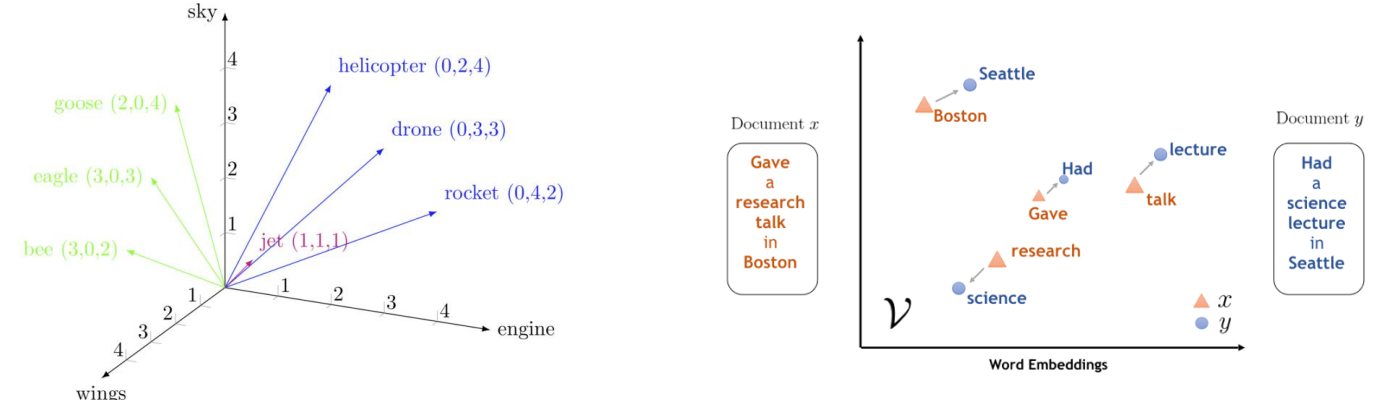 sky
4
3
2
1
helicopter (0,2,4)
goose (2,0,4)
drone (0,3,3)
eagle (3,0,3)
rocket (0,4,2)
bee (3,0,2)
jet (1,1,1)
1
2
3
4
engine
1
2
3
4
wings
Document x
Gave
a
research
talk
in
Boston
Seattle
Boston
Had
Gave
lecture
talk
research
science
𝒱
x
y
Word Embeddings
Document y
Had
a
science
lecture
in
Seattle